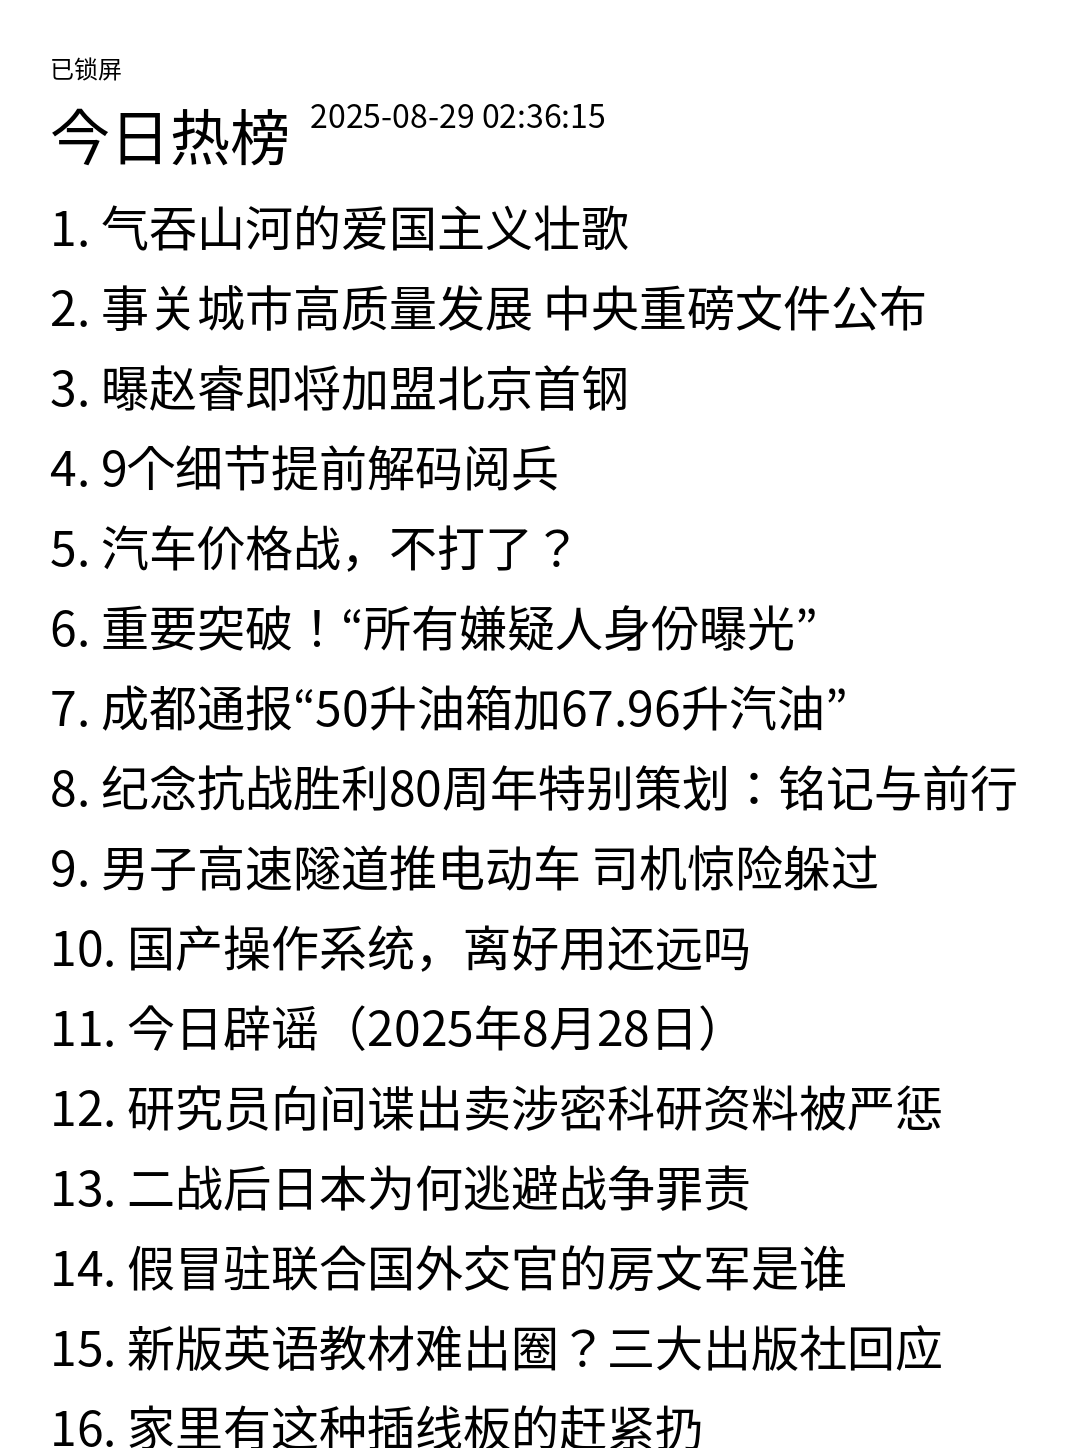 已锁屏
今日热榜 2025-08-29 02:36:15
1. 气吞山河的爱国主义壮歌
2. 事关城市高质量发展 中央重磅文件公布
3. 曝赵睿即将加盟北京首钢
4. 9个细节提前解码阅兵
5. 汽车价格战，不打了？
6. 重要突破！“所有嫌疑人身份曝光”
7. 成都通报“50升油箱加67.96升汽油”
8. 纪念抗战胜利80周年特别策划：铭记与前行
9. 男子高速隧道推电动车 司机惊险躲过
10. 国产操作系统，离好用还远吗
11. 今日辟谣（2025年8月28日）
12. 研究员向间谍出卖涉密科研资料被严惩
13. 二战后日本为何逃避战争罪责
14. 假冒驻联合国外交官的房文军是谁
15. 新版英语教材难出圈？三大出版社回应
16. 家里有这种插线板的赶紧扔